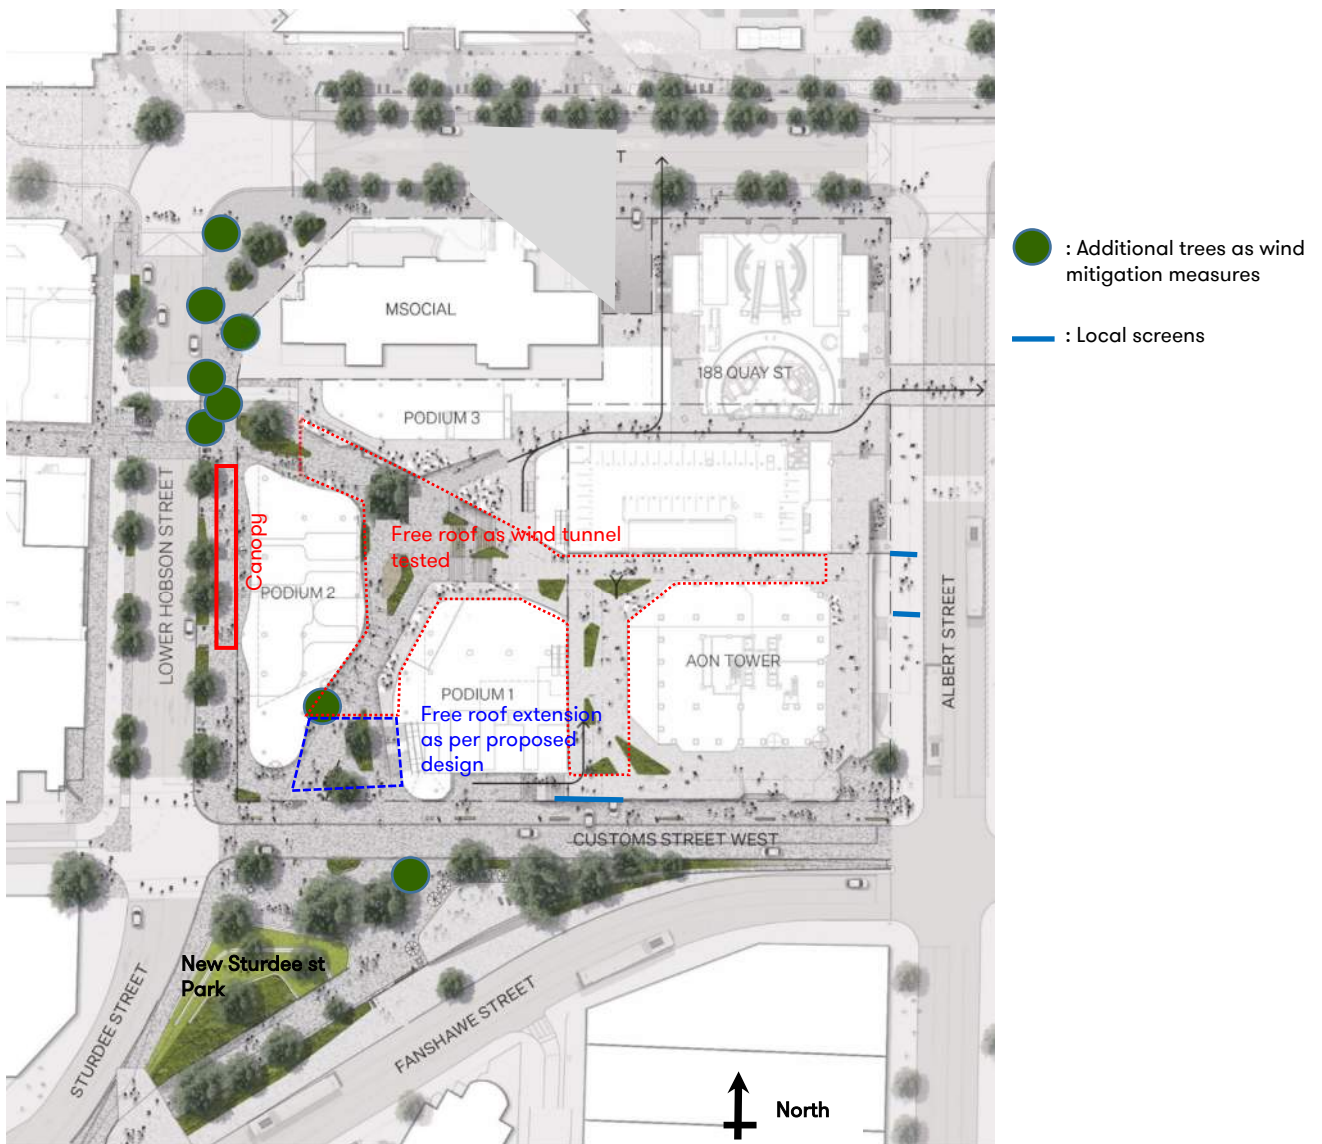 T
: Additional trees as wind
mitigation measures
MSOCIAL
: Local screens
188 QUAY ST
PODIUM 3
LOWER HOBSON STREET
Canopy
Free roof as wind tunnel
tested
PODIUM 2
AON TOWER
ALBERT STREET
PODIUM 1
Free roof extension
as per proposed
design
CUSTOMS STREET WEST
New Sturdee st
Park
STURDEE STREET
FANSHAWE STREET
North